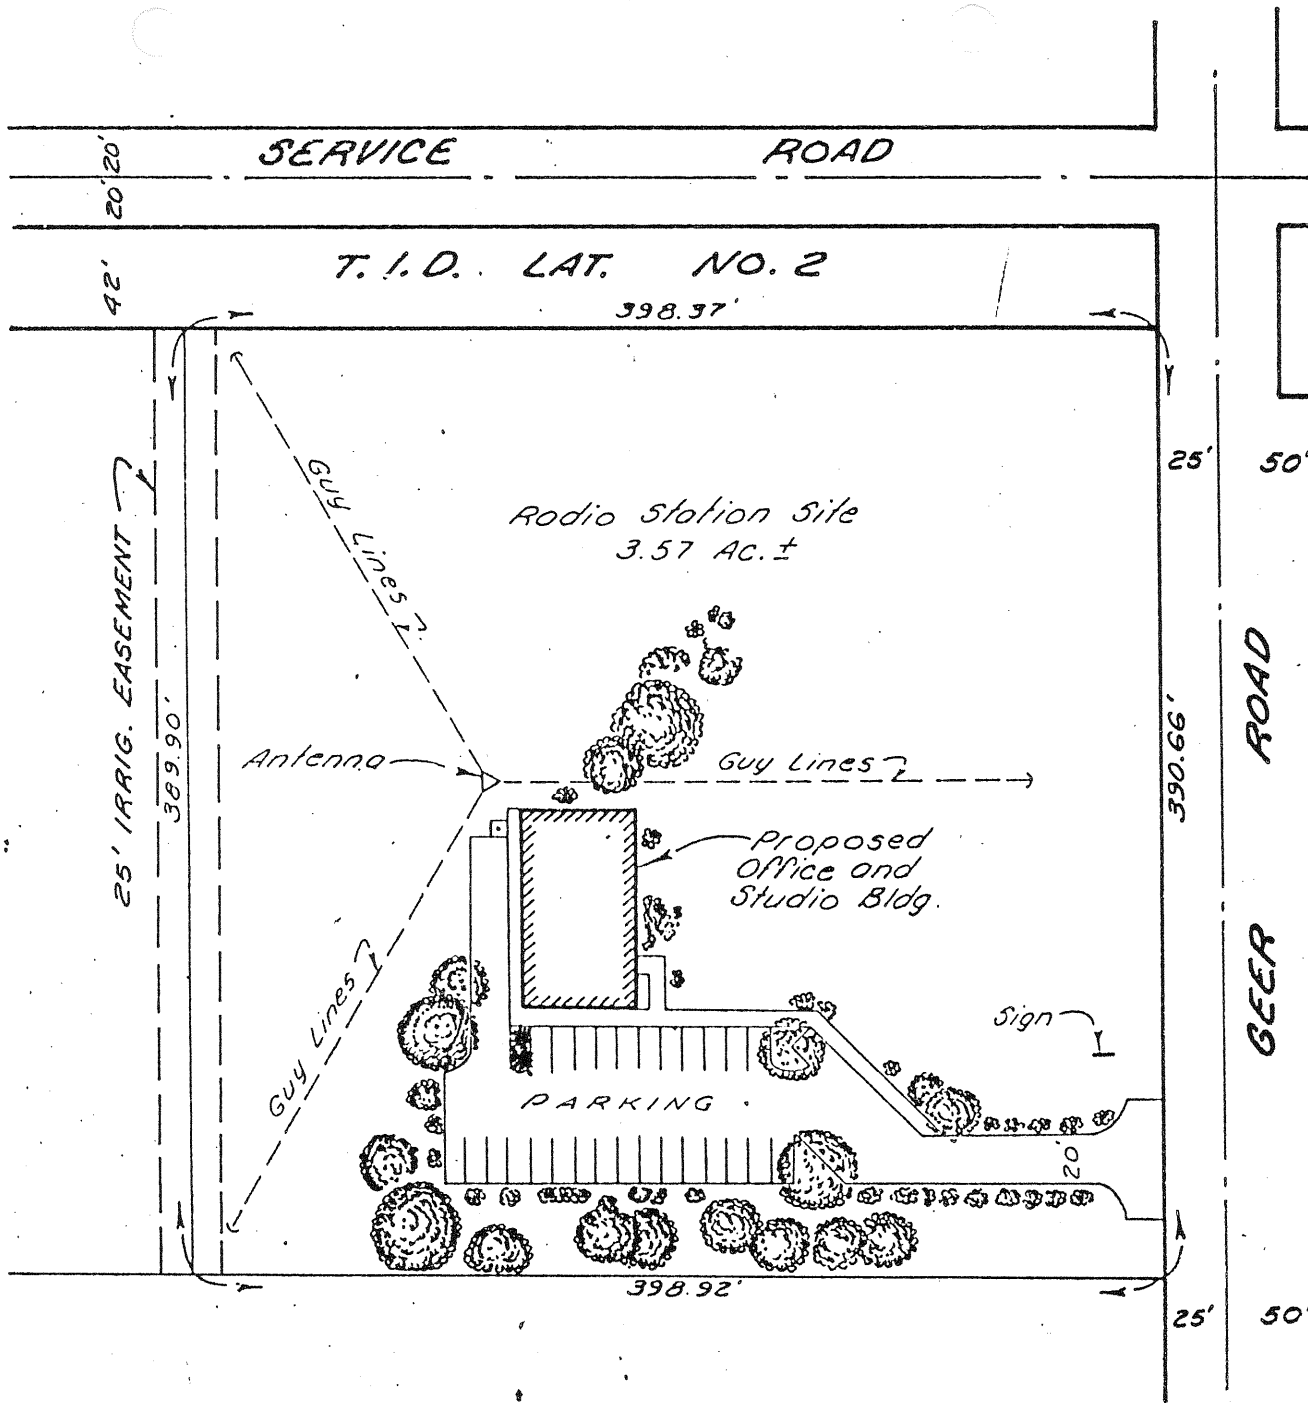 SERVICE ROAD
20' 20'
T.I.D. LAT. NO. 2
42'
398.37'
25' 50'
Guy Lines
Radio Station Site
3.57 Ac. ±
25' IRRIG. EASEMENT
389.90'
390.66'
GEER ROAD
Antenna
Guy Lines
Proposed
Office and
Studio Bldg.
Guy Lines
Sign
PARKING
20'
398.92'
25' 50'